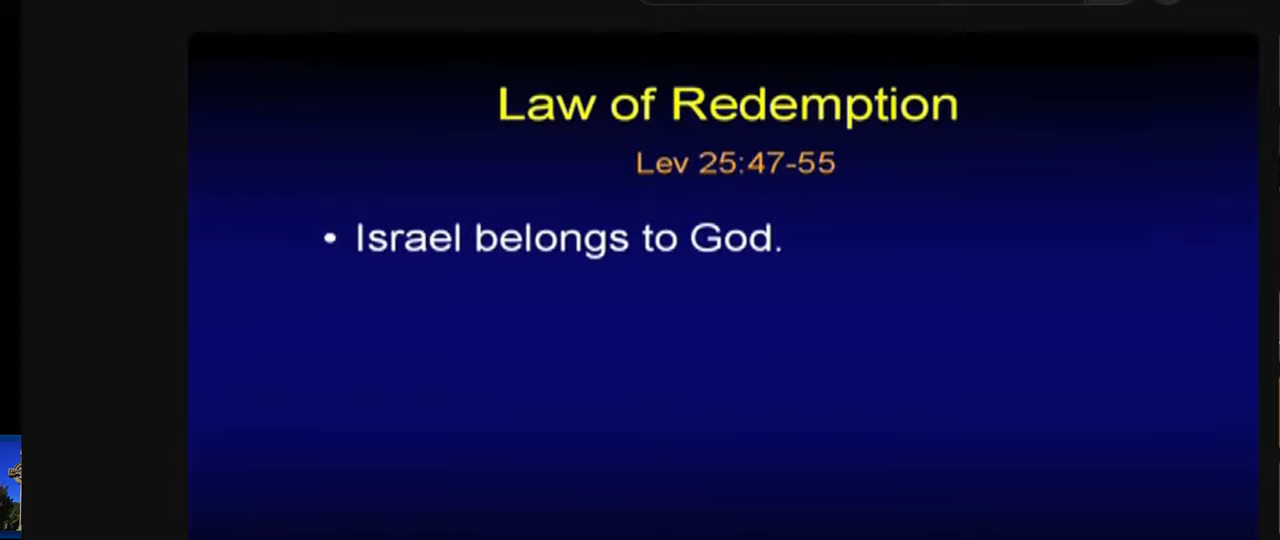 Law of Redemption
Lev 25:47-55
• Israel belongs to God.